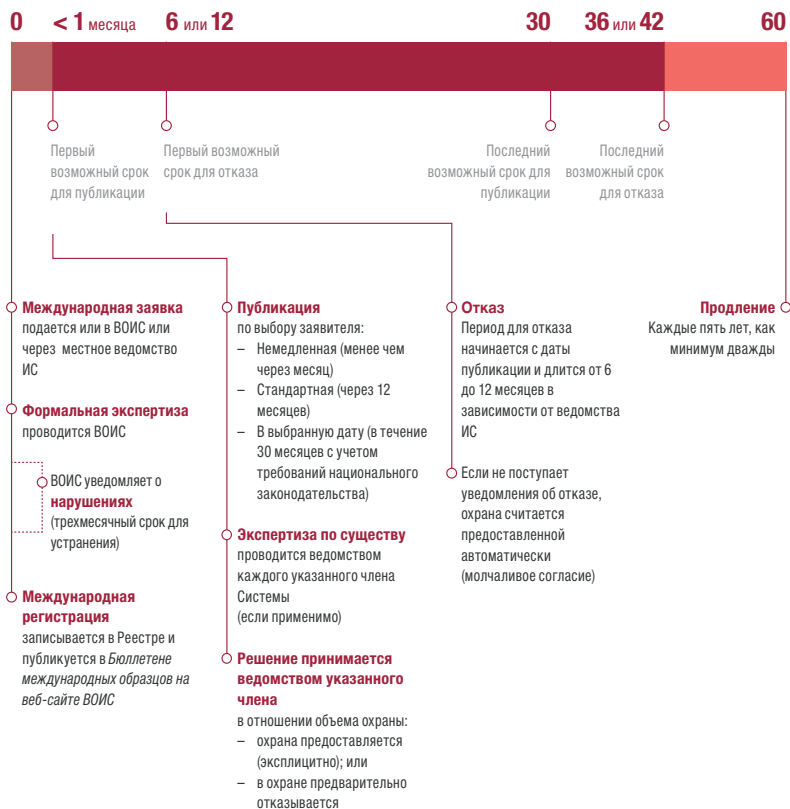 0 < 1 месяца 6 или 12 30 36 или 42 60
Первый
возможный срок
для публикации
Первый возможный
срок для отказа
Последний
возможный срок для
публикации
Последний
возможный срок
для отказа
Международная заявка
подается или в ВОИС или
через местное ведомство
ИС
Формальная экспертиза
проводится ВОИС
ВОИС уведомляет о
нарушениях
(трехмесячный срок для
устранения)
Международная
регистрация
записывается в Реестре и
публикуется в Бюллетене
международных образцов на
веб-сайте ВОИС
Публикация
по выбору заявителя:
– Немедленная (менее чем
через месяц)
– Стандартная (через 12
месяцев)
– В выбранную дату (в течение
30 месяцев с учетом
требований национального
законодательства)
Экспертиза по существу
проводится ведомством
каждого указанного члена
Системы
(если применимо)
Решение принимается
ведомством указанного
члена
в отношении объема охраны:
– охрана предоставляется
(эксплицитно); или
– в охране предварительно
отказывается
Отказ
Период для отказа
начинается с даты
публикации и длится от 6
до 12 месяцев в
зависимости от ведомства
ИС
Если не поступает
уведомления об отказе,
охрана считается
предоставленной
автоматически
(молчаливое согласие)
Продление
Каждые пять лет, как
минимум дважды